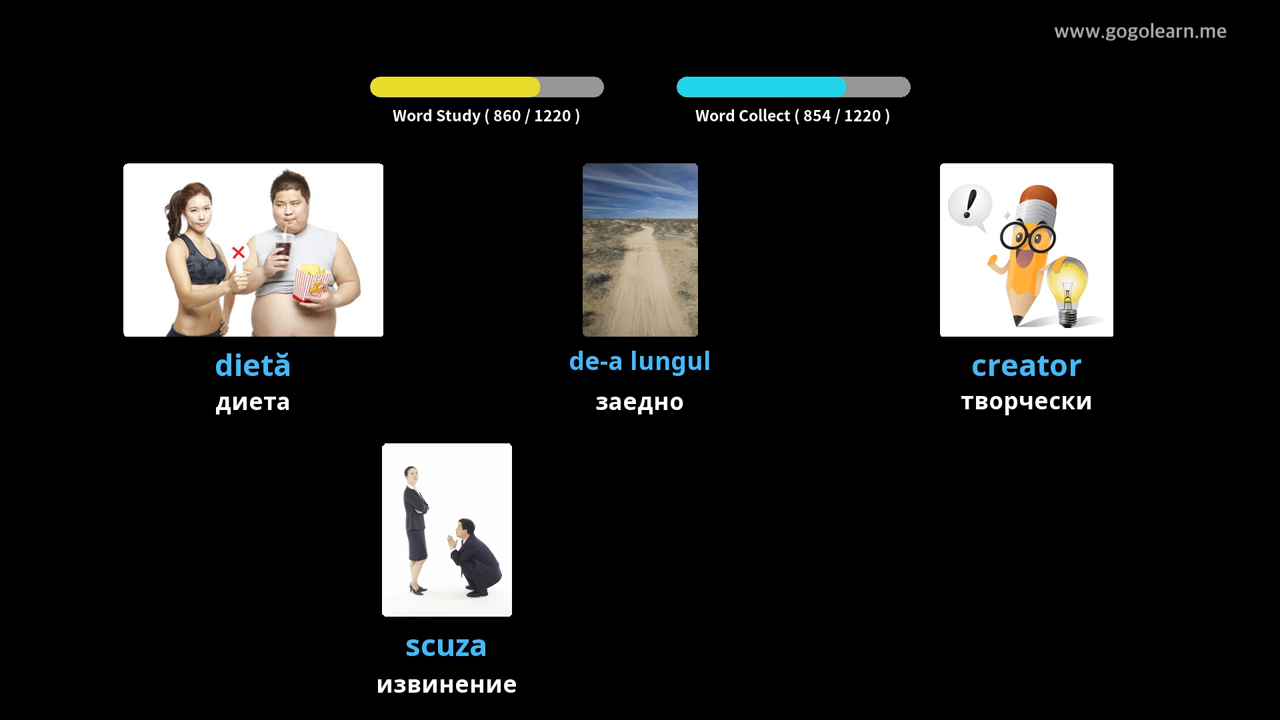 www.gogolearn.me
Word Study ( 860 / 1220 )
Word Collect ( 854 / 1220 )
dietă
диета
de-a lungul
заедно
creator
творчески
scuza
извинение